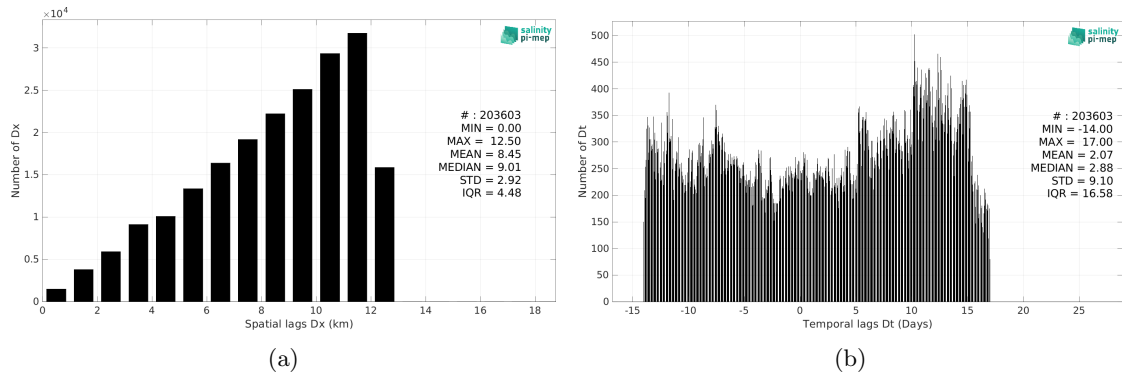 ×10⁴
3
2.5
2
1.5
1
0.5
0
Number of Dx
0 2 4 6 8 10 12 14 16 18
Spatial lags Dx (km)
salinity
pi-mep
# : 203603
MIN = 0.00
MAX = 12.50
MEAN = 8.45
MEDIAN = 9.01
STD = 2.92
IQR = 4.48
(a)
500
450
400
350
300
250
200
150
100
50
0
Number of Dt
-15 -10 -5 0 5 10 15 20 25
Temporal lags Dt (Days)
salinity
pi-mep
# : 203603
MIN = -14.00
MAX = 17.00
MEAN = 2.07
MEDIAN = 2.88
STD = 9.10
IQR = 16.58
(b)